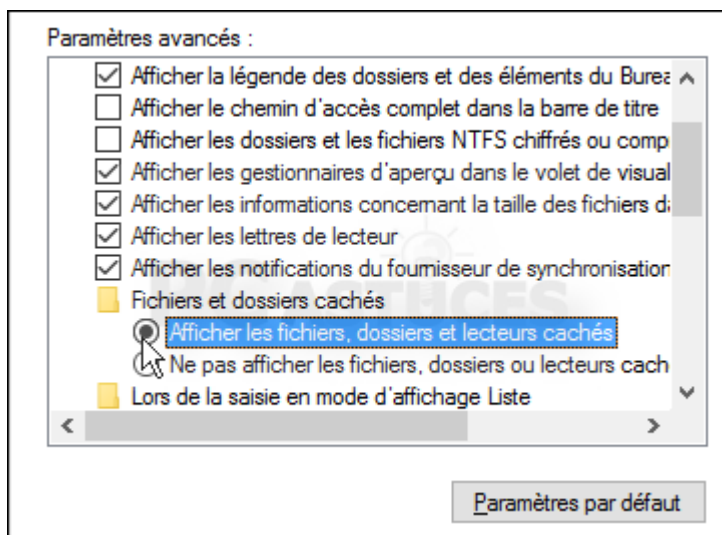 Paramètres avancés :
Afficher la légende des dossiers et des éléments du Burea
Afficher le chemin d'accès complet dans la barre de titre
Afficher les dossiers et les fichiers NTFS chiffrés ou comp
Afficher les gestionnaires d'aperçu dans le volet de visual
Afficher les informations concernant la taille des fichiers da
Afficher les lettres de lecteur
Afficher les notifications du fournisseur de synchronisation
PC ASTUCES
Fichiers et dossiers cachés
Afficher les fichiers, dossiers et lecteurs cachés
Ne pas afficher les fichiers, dossiers ou lecteurs cach
Lors de la saisie en mode d'affichage Liste
Paramètres par défaut